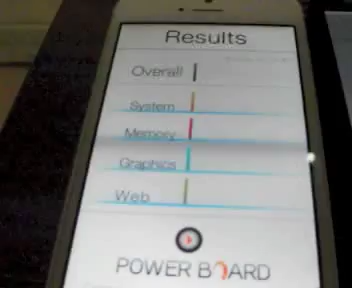 Results
Overall
System
Memory
Graphics
Web
POWER BOARD